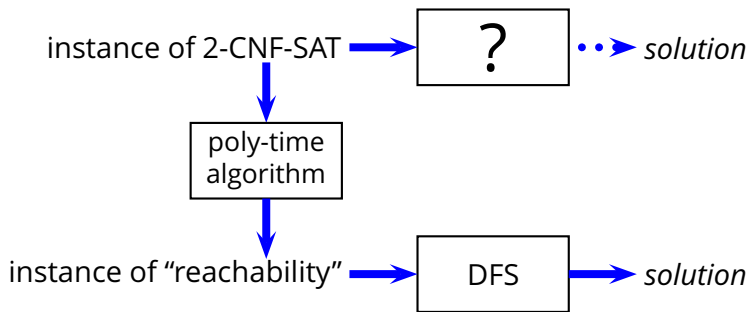 instance of 2-CNF-SAT
?
solution
poly-time
algorithm
instance of “reachability”
DFS
solution